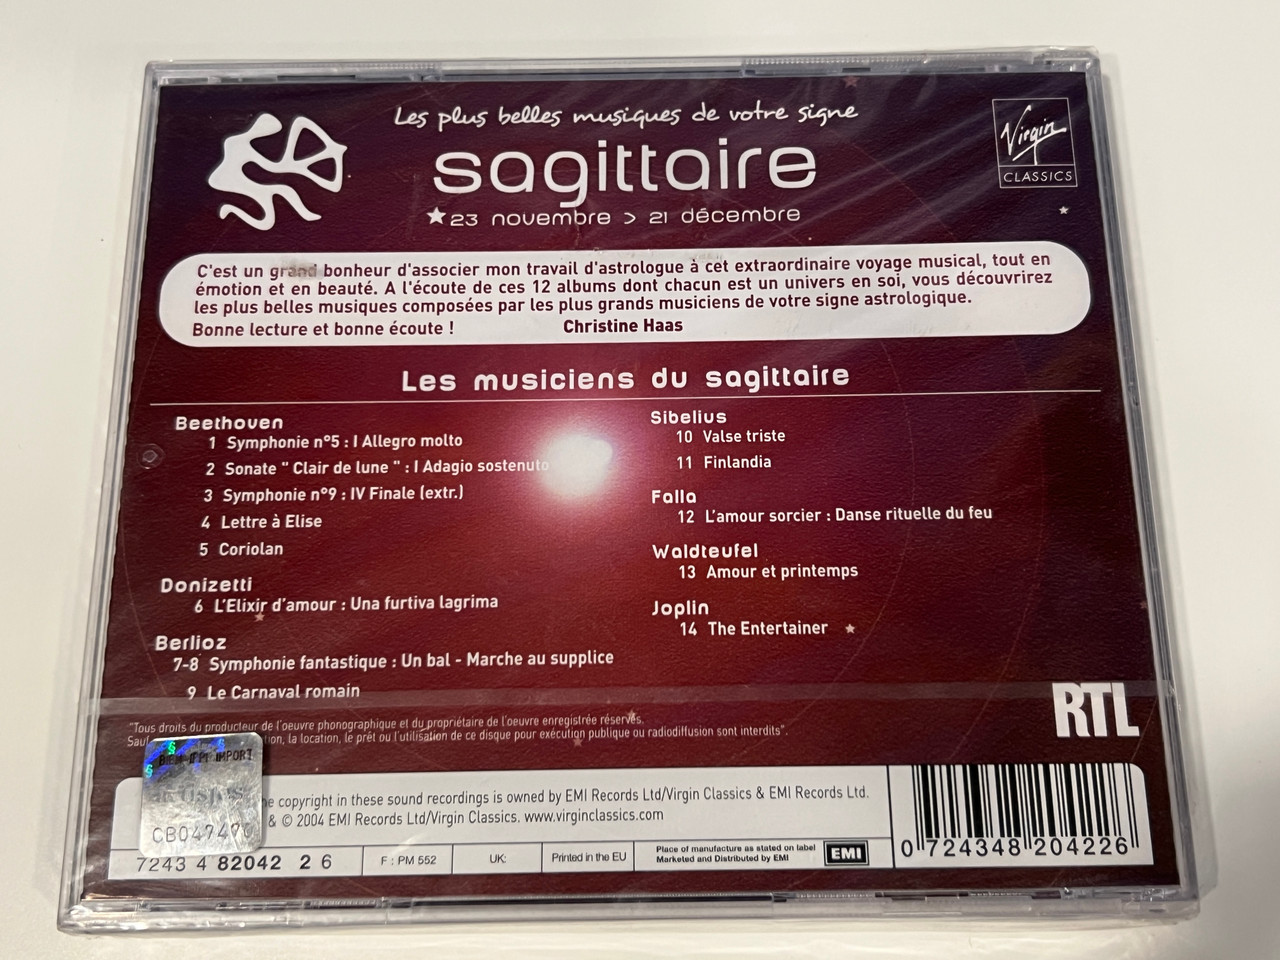 Les plus belles musiques de votre signe
sagittaire
23 novembre > 21 décembre
Virgin
CLASSICS
C'est un grand bonheur d'associer mon travail d'astrologue à cet extraordinaire voyage musical, tout en
émotion et en beauté. A l'écoute de ces 12 albums dont chacun est un univers en soi, vous découvrirez
les plus belles musiques composées par les plus grands musiciens de votre signe astrologique.
Bonne lecture et bonne écoute ! Christine Haas
Les musiciens du sagittaire
Beethoven
1 Symphonie n°5 : I Allegro molto
2 Sonate " Clair de lune " : I Adagio sostenuto
3 Symphonie n°9 : IV Finale (extr.)
4 Lettre à Elise
5 Coriolan
Donizetti
6 L'Elixir d'amour : Una furtiva lagrima
Berlioz
7-8 Symphonie fantastique : Un bal - Marche au supplice
9 Le Carnaval romain
Sibelius
10 Valse triste
11 Finlandia
Falla
12 L'amour sorcier : Danse rituelle du feu
Waldteufel
13 Amour et printemps
Joplin
14 The Entertainer
RTL
"Tous droits du producteur de l'oeuvre phonographique et du propriétaire de l'oeuvre enregistrée réservés.
Sauf la location, le prêt ou l'utilisation de ce disque pour exécution publique ou radiodiffusion sont interdits".
IFPI IMPORT
CB047470
copyright in these sound recordings is owned by EMI Records Ltd/Virgin Classics & EMI Records Ltd.
& © 2004 EMI Records Ltd/Virgin Classics. www.virginclassics.com
7243 4 82042 2 6
F : PM 552
UK:
Printed in the EU
Place of manufacture as stated on label
Marketed and Distributed by EMI
EMI
0 724348 204226